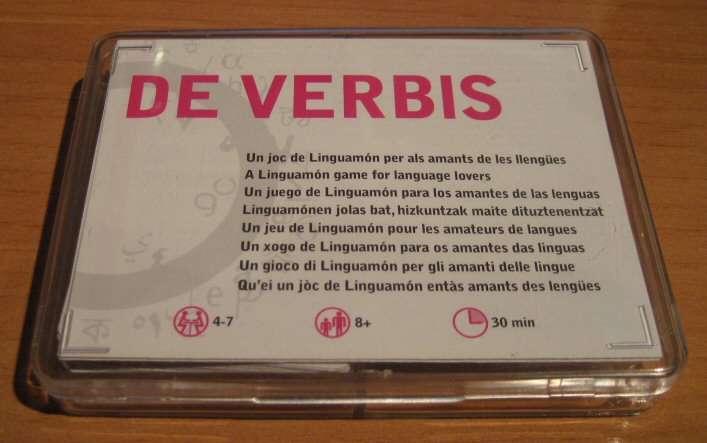 DE VERBIS
Un joc de Linguamón per als amants de les llengües
A Linguamón game for language lovers
Un juego de Linguamón para los amantes de las lenguas
Linguamónen jolas bat, hizkuntzak maite dituztenentzat
Un jeu de Linguamón pour les amateurs de langues
Un xogo de Linguamón para os amantes das linguas
Un gioco di Linguamón per gli amanti delle lingue
Qu'ei un jòc de Linguamón entàs amants des lengües
4-7 8+ 30 min